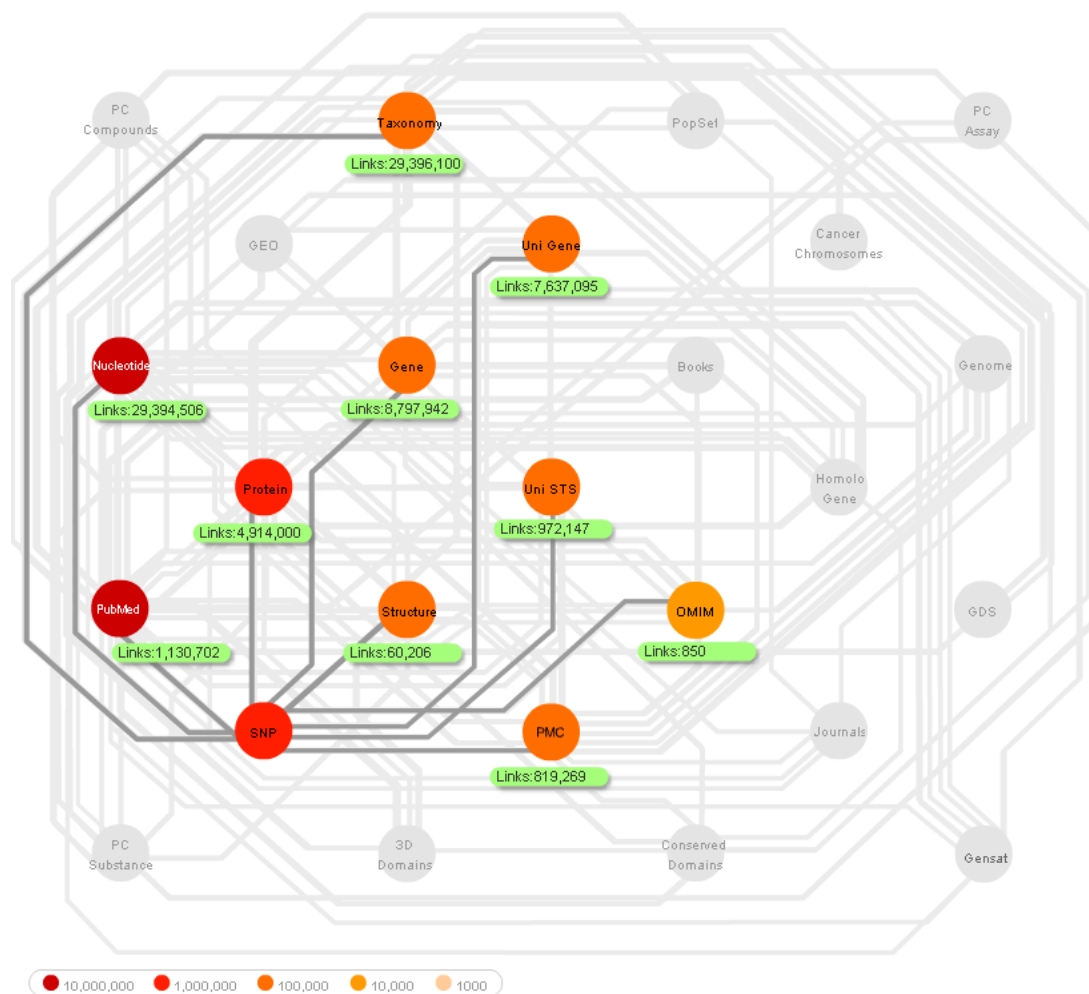 PC
Compounds
Taxonomy
PopSet
PC
Assay
Links:29,396,100
GEO
Uni Gene
Cancer
Chromosomes
Links:7,637,095
Nucleotide
Gene
Books
Genome
Links:29,394,506
Links:8,797,942
Protein
Uni STS
Homolo
Gene
Links:4,914,000
Links:972,147
PubMed
Structure
OMIM
GDS
Links:1,130,702
Links:60,206
Links:850
SNP
PMC
Journals
Links:819,269
PC
Substance
3D
Domains
Conserved
Domains
Gensat
10,000,000 1,000,000 100,000 10,000 1000